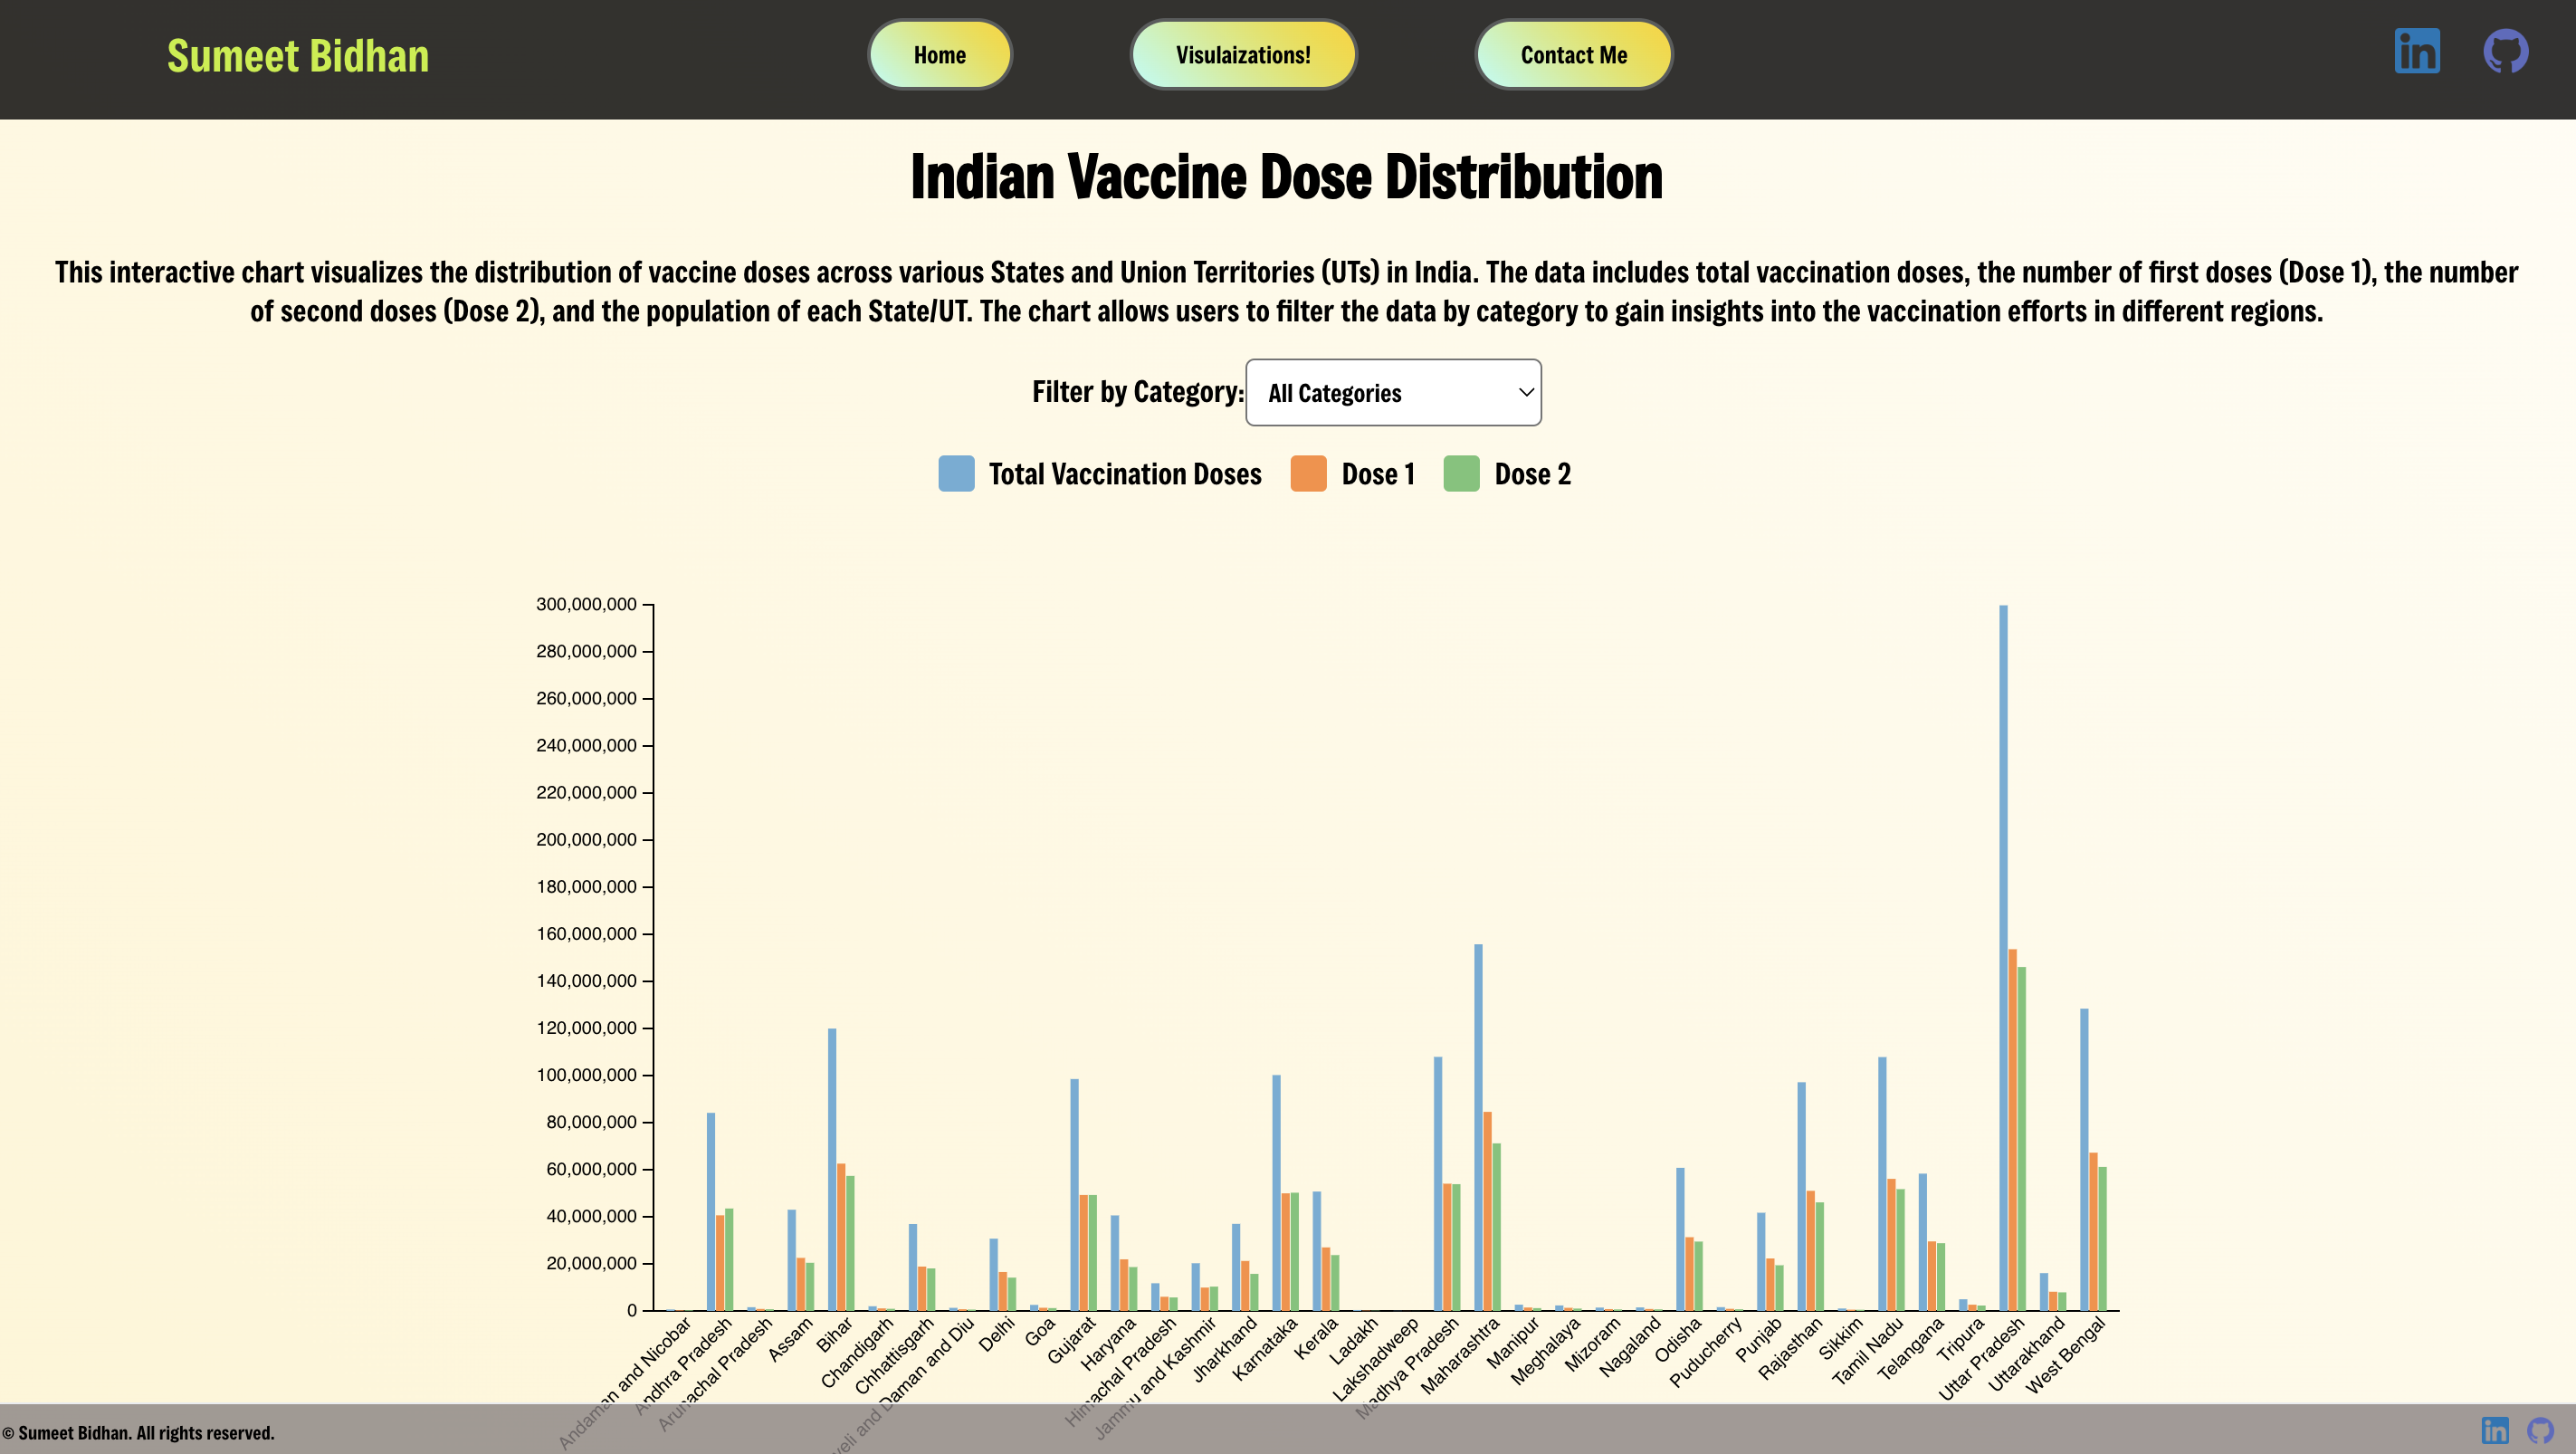 Sumeet Bidhan
Home
Visulaizations!
Contact Me
Indian Vaccine Dose Distribution
This interactive chart visualizes the distribution of vaccine doses across various States and Union Territories (UTs) in India. The data includes total vaccination doses, the number of first doses (Dose 1), the number
of second doses (Dose 2), and the population of each State/UT. The chart allows users to filter the data by category to gain insights into the vaccination efforts in different regions.
Filter by Category:
All Categories
Total Vaccination Doses
Dose 1
Dose 2
300,000,000
280,000,000
260,000,000
240,000,000
220,000,000
200,000,000
180,000,000
160,000,000
140,000,000
120,000,000
100,000,000
80,000,000
60,000,000
40,000,000
20,000,000
0
Andaman and Nicobar
Andhra Pradesh
Arunachal Pradesh
Assam
Bihar
Chandigarh
Chhattisgarh
and Daman and Diu
Delhi
Goa
Gujarat
Haryana
Himachal Pradesh
Jammu and Kashmir
Jharkhand
Karnataka
Kerala
Ladakh
Lakshadweep
Madhya Pradesh
Maharashtra
Manipur
Meghalaya
Mizoram
Nagaland
Odisha
Puducherry
Punjab
Rajasthan
Sikkim
Tamil Nadu
Telangana
Tripura
Uttar Pradesh
Uttarakhand
West Bengal
© Sumeet Bidhan. All rights reserved.